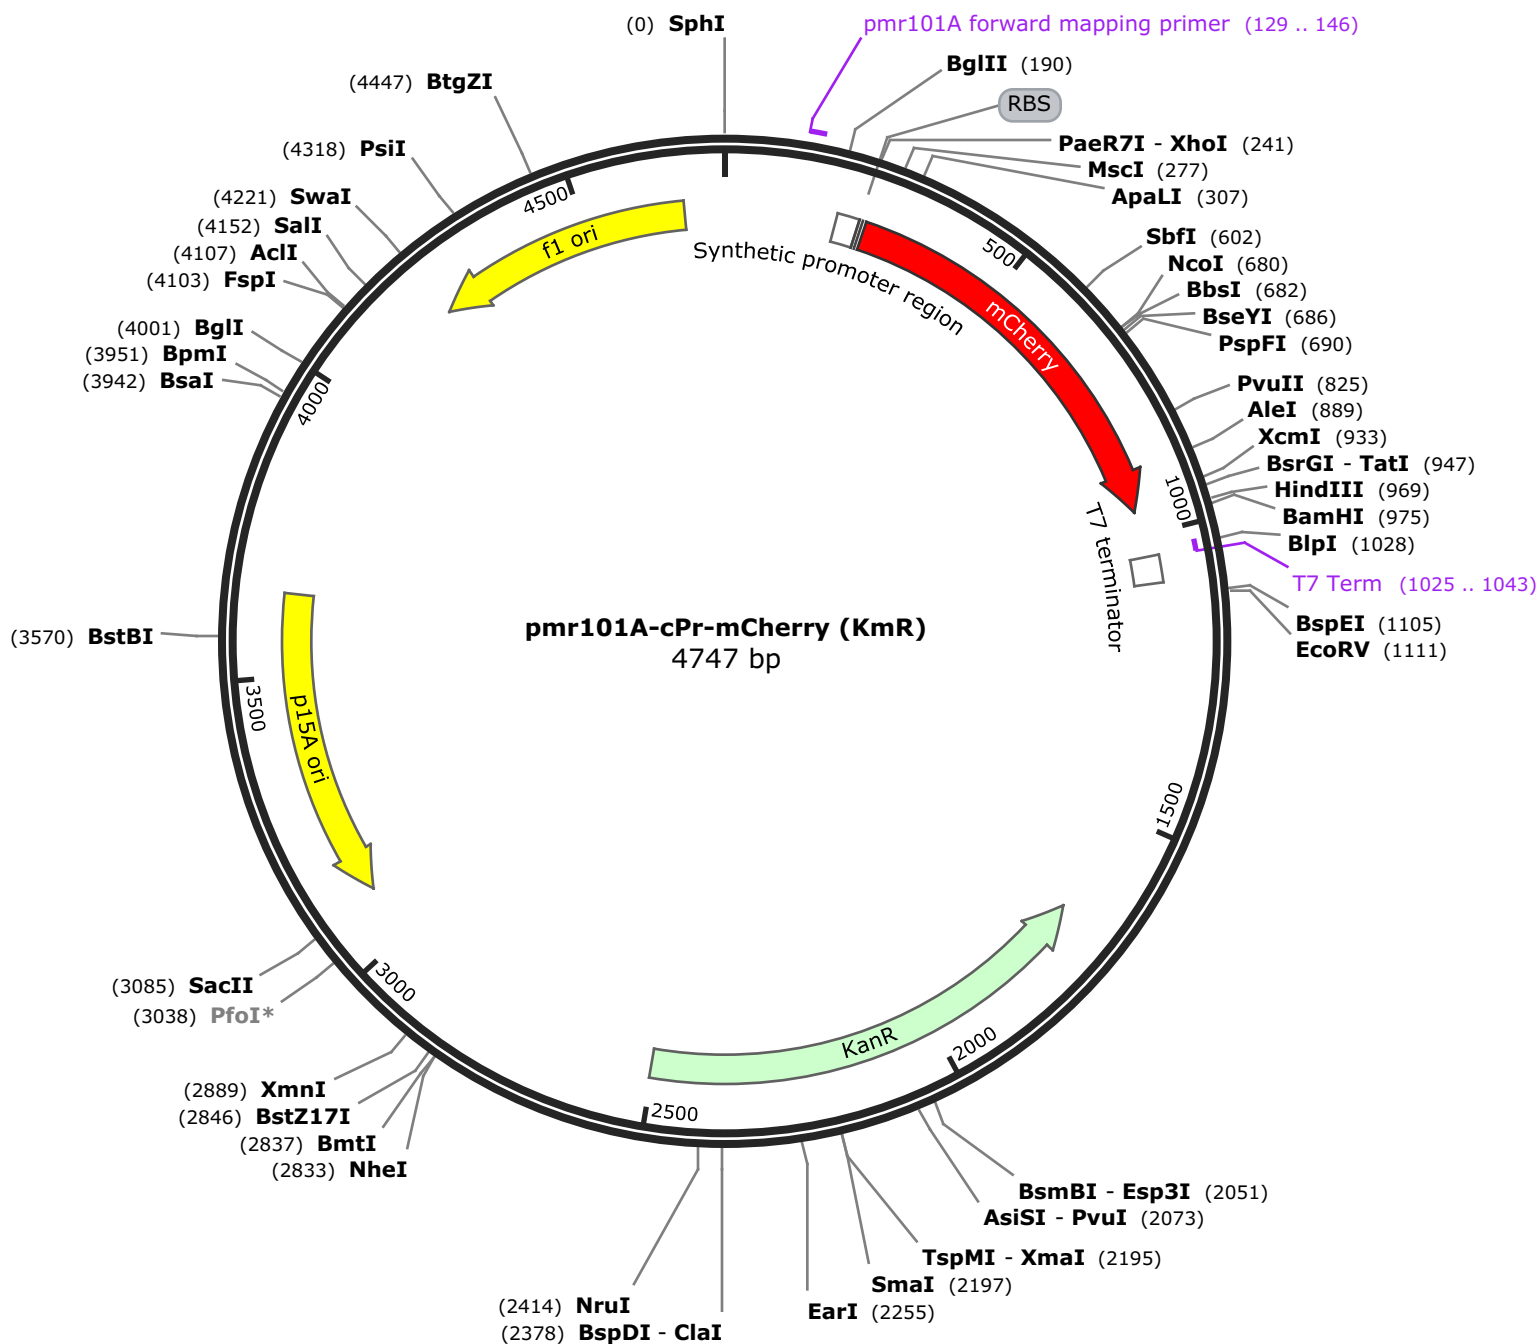 (0) SphI
pmr101A forward mapping primer (129 .. 146)
BglII (190)
RBS
PaeR7I - XhoI (241)
MscI (277)
ApaLI (307)
SbfI (602)
NcoI (680)
BbsI (682)
BseYI (686)
PspFI (690)
PvuII (825)
AleI (889)
XcmI (933)
BsrGI - TatI (947)
HindIII (969)
BamHI (975)
BlpI (1028)
T7 Term (1025 .. 1043)
BspEI (1105)
EcoRV (1111)
BsmBI - Esp3I (2051)
AsiSI - PvuI (2073)
TspMI - XmaI (2195)
SmaI (2197)
EarI (2255)
(2378) BspDI - ClaI
(2414) NruI
(2833) NheI
(2837) BmtI
(2846) BstZ17I
(2889) XmnI
(3038) PfoI*
(3085) SacII
(3570) BstBI
(3942) BsaI
(3951) BpmI
(4001) BglI
(4103) FspI
(4107) AclI
(4152) SalI
(4221) SwaI
(4318) PsiI
(4447) BtgZI
500
1000
1500
2000
2500
3000
3500
4000
4500
f1 ori
Synthetic promoter region
mCherry
T7 terminator
KanR
p15A ori
pmr101A-cPr-mCherry (KmR)
4747 bp